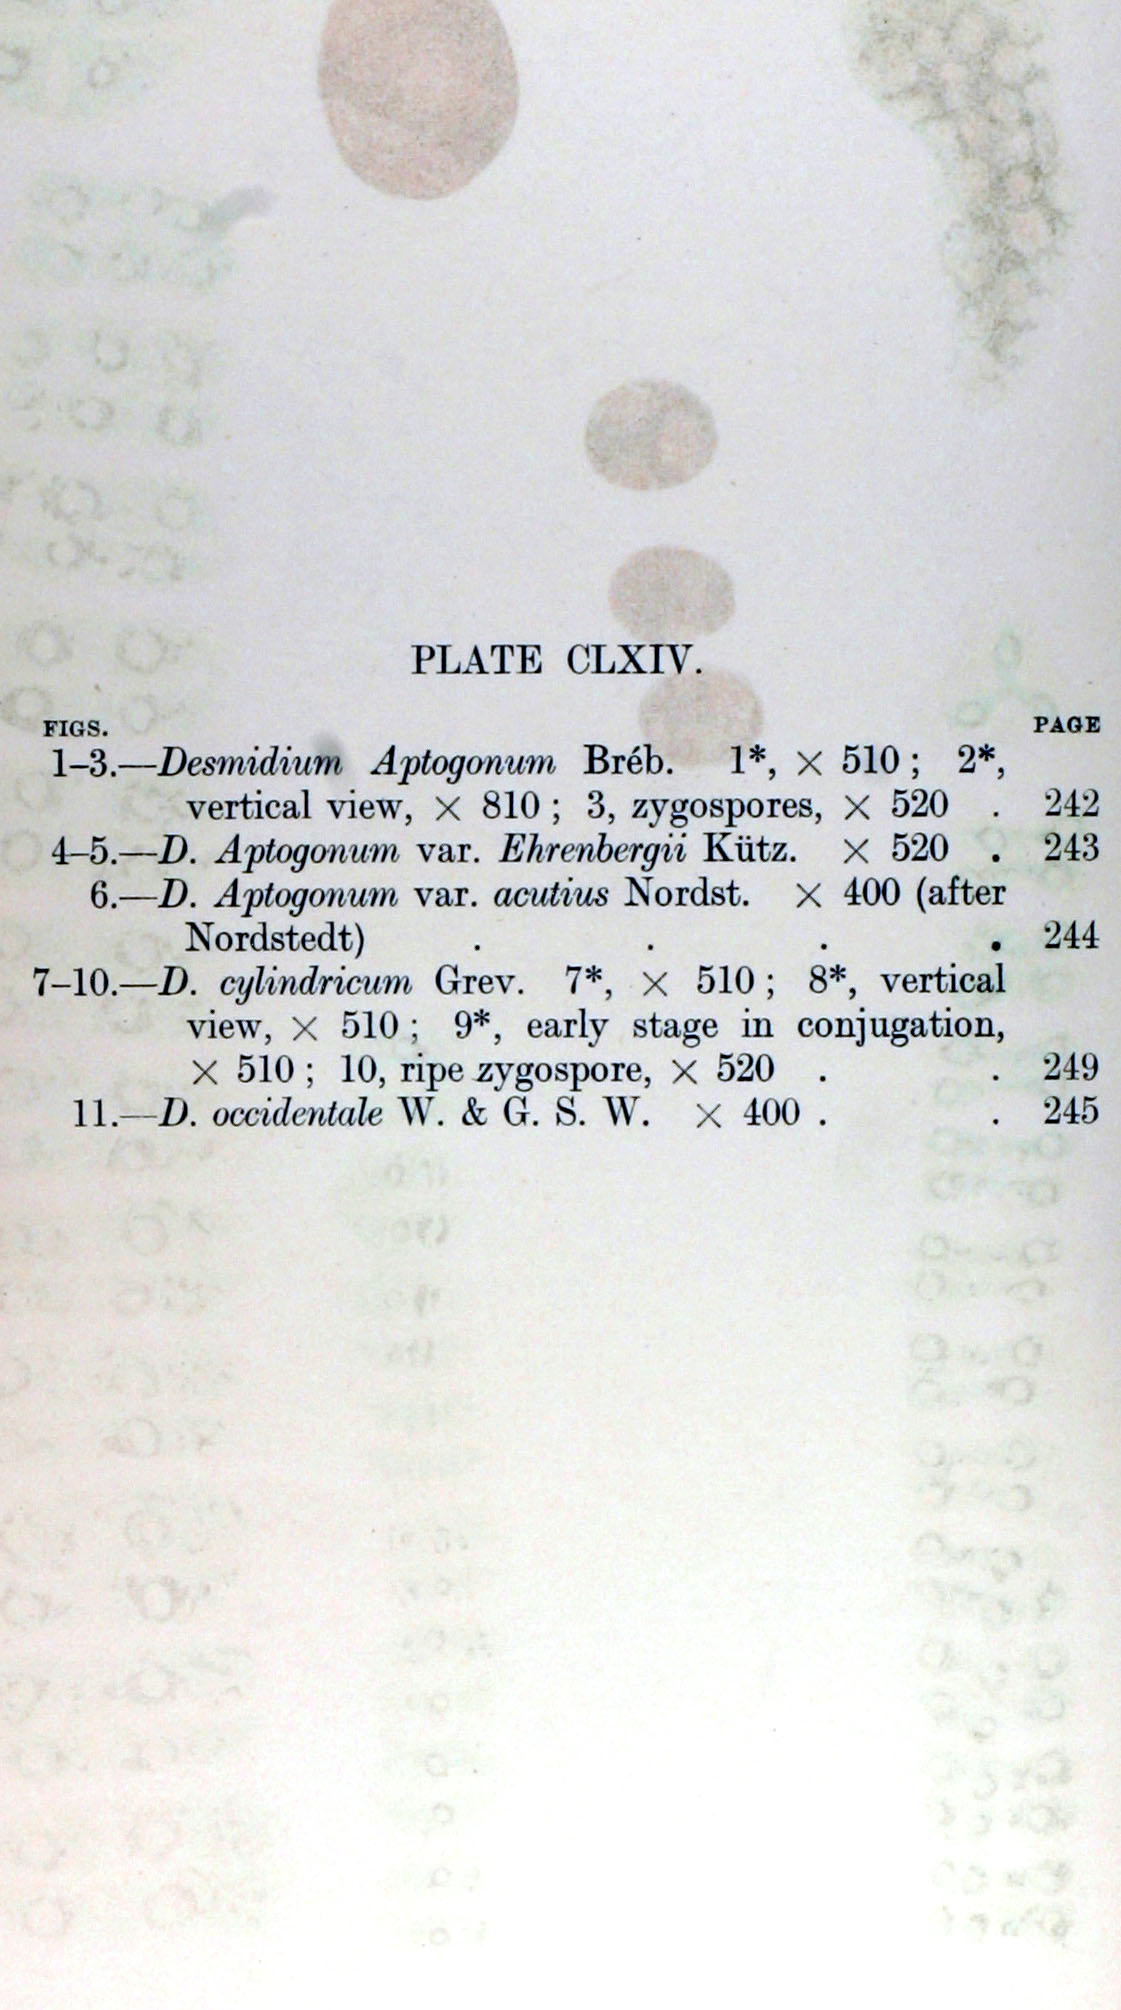 PLATE CLXIV.
FIGS. PAGE
1–3.—Desmidium Aptogonum Bréb. 1*, × 510 ; 2*,
vertical view, × 810 ; 3, zygospores, × 520 . 242
4–5.—D. Aptogonum var. Ehrenbergii Kütz. × 520 . 243
6.—D. Aptogonum var. acutius Nordst. × 400 (after
Nordstedt) . . . . 244
7–10.—D. cylindricum Grev. 7*, × 510 ; 8*, vertical
view, × 510 ; 9*, early stage in conjugation,
× 510 ; 10, ripe zygospore, × 520 . . 249
11.—D. occidentale W. & G. S. W. × 400 . . 245